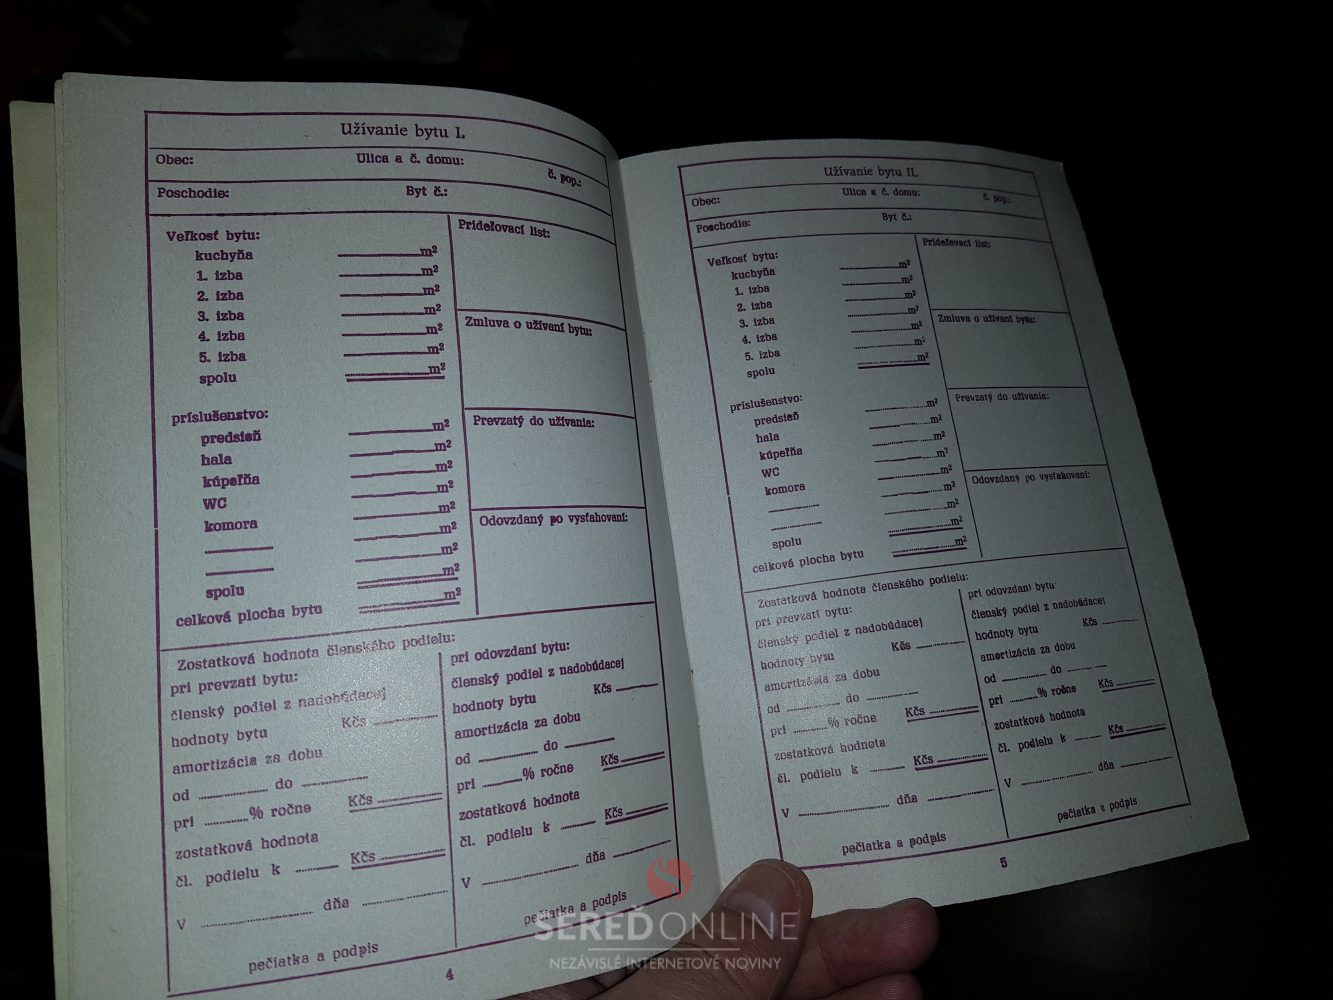 Užívanie bytu I.
Obec: Ulica a č. domu: č. pop.:
Poschodie: Byt č.:
Veľkosť bytu:
kuchyňa m²
1. izba m²
2. izba m²
3. izba m²
4. izba m²
5. izba m²
spolu m²
príslušenstvo:
predsieň m²
hala m²
kúpeľňa m²
WC m²
komora m²
m²
m²
spolu m²
celková plocha bytu m²
Prideľovací list:
Zmluva o užívaní bytu:
Prevzatý do užívania:
Odovzdaný po vysťahovaní:
Zostatková hodnota členského podielu:
pri prevzatí bytu:
členský podiel z nadobúdacej
hodnoty bytu Kčs
amortizácia za dobu
od do
pri % ročne Kčs
zostatková hodnota
čl. podielu k Kčs
V dňa
pečiatka a podpis
pri odovzdaní bytu:
členský podiel z nadobúdacej
hodnoty bytu Kčs
amortizácia za dobu
od do
pri % ročne Kčs
zostatková hodnota
čl. podielu k Kčs
V dňa
pečiatka a podpis
4
Užívanie bytu II.
Obec: Ulica a č. domu: č. pop.:
Poschodie: Byt č.:
Veľkosť bytu:
kuchyňa m²
1. izba m²
2. izba m²
3. izba m²
4. izba m²
5. izba m²
spolu m²
príslušenstvo:
predsieň m²
hala m²
kúpeľňa m²
WC m²
komora m²
m²
m²
spolu m²
celková plocha bytu m²
Prideľovací list:
Zmluva o užívaní bytu:
Prevzatý do užívania:
Odovzdaný po vysťahovaní:
Zostatková hodnota členského podielu:
pri prevzatí bytu:
členský podiel z nadobúdacej
hodnoty bytu Kčs
amortizácia za dobu
od do
pri % ročne Kčs
zostatková hodnota
čl. podielu k Kčs
V dňa
pečiatka a podpis
pri odovzdaní bytu:
členský podiel z nadobúdacej
hodnoty bytu Kčs
amortizácia za dobu
od do
pri % ročne Kčs
zostatková hodnota
čl. podielu k Kčs
V dňa
pečiatka a podpis
5
SEREĎONLINE
NEZÁVISLÉ INTERNETOVÉ NOVINY